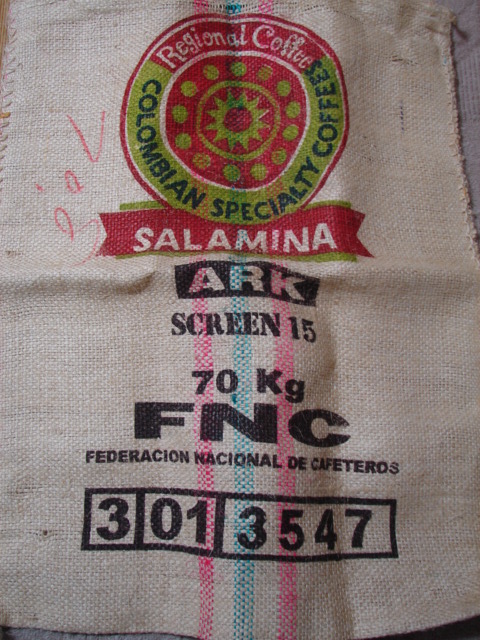 Regional Coffee
COLOMBIAN SPECIALTY COFFEE
SALAMINA
ARK
SCREEN 15
70 Kg
FNC
FEDERACION NACIONAL DE CAFETEROS
3 01 3547